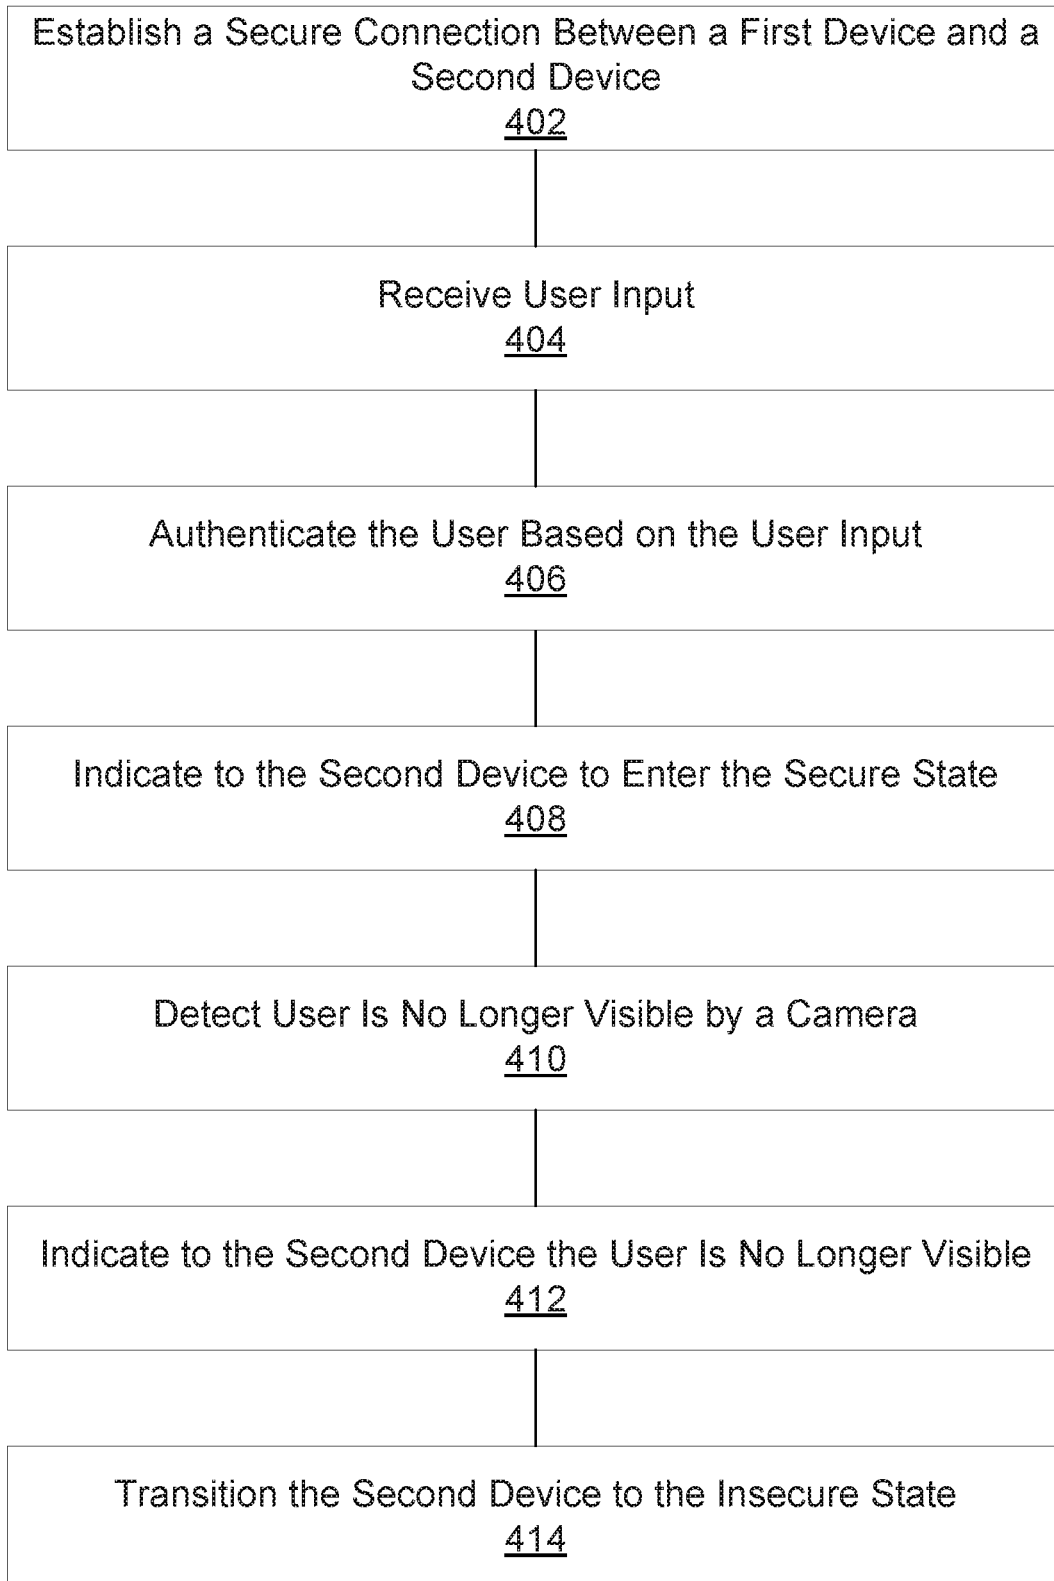 Establish a Secure Connection Between a First Device and a
Second Device
402
Receive User Input
404
Authenticate the User Based on the User Input
406
Indicate to the Second Device to Enter the Secure State
408
Detect User Is No Longer Visible by a Camera
410
Indicate to the Second Device the User Is No Longer Visible
412
Transition the Second Device to the Insecure State
414